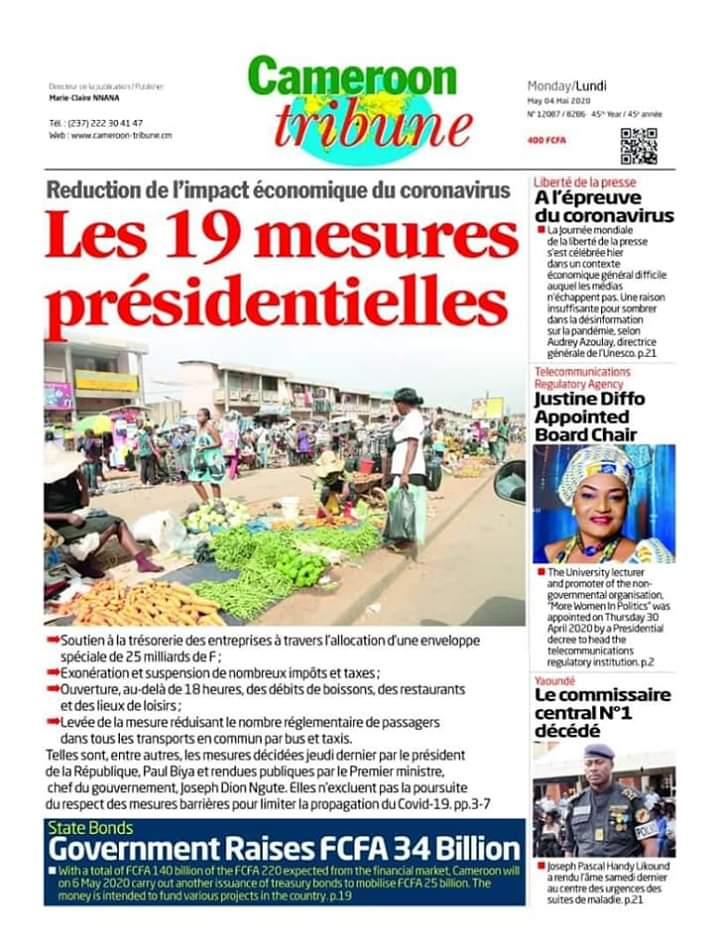 Directeur de la publication / Publisher
Marie-Claire NNANA
Tél. : (237) 222 30 41 47
Web : www.cameroon-tribune.cm
Cameroon
tribune
Monday/Lundi
May 04 Mai 2020
N° 12087 / 8286 - 45th Year / 45e année
400 FCFA
Reduction de l'impact économique du coronavirus
Les 19 mesures
présidentielles
➡Soutien à la trésorerie des entreprises à travers l'allocation d'une enveloppe
spéciale de 25 milliards de F ;
➡Exonération et suspension de nombreux impôts et taxes ;
➡Ouverture, au-delà de 18 heures, des débits de boissons, des restaurants
et des lieux de loisirs ;
➡Levée de la mesure réduisant le nombre réglementaire de passagers
dans tous les transports en commun par bus et taxis.
Telles sont, entre autres, les mesures décidées jeudi dernier par le président
de la République, Paul Biya et rendues publiques par le Premier ministre,
chef du gouvernement, Joseph Dion Ngute. Elles n'excluent pas la poursuite
du respect des mesures barrières pour limiter la propagation du Covid-19. pp.3-7
State Bonds
Government Raises FCFA 34 Billion
■ With a total of FCFA 140 billion of the FCFA 220 expected from the financial market, Cameroon will
on 6 May 2020 carry out another issuance of treasury bonds to mobilise FCFA 25 billion. The
money is intended to fund various projects in the country. p.19
Liberté de la presse
A l'épreuve
du coronavirus
■ La Journée mondiale
de la liberté de la presse
s'est célébrée hier
dans un contexte
économique général difficile
auquel les médias
n'échappent pas. Une raison
insuffisante pour sombrer
dans la désinformation
sur la pandémie, selon
Audrey Azoulay, directrice
générale de l'Unesco. p.21
Telecommunications
Regulatory Agency
Justine Diffo
Appointed
Board Chair
■ The University lecturer
and promoter of the non-
governmental organisation,
"More Women In Politics" was
appointed on Thursday 30
April 2020 by a Presidential
decree to head the
telecommunications
regulatory institution. p.2
Yaoundé
Le commissaire
central N°1
décédé
POLICE
■ Joseph Pascal Handy Likound
a rendu l'âme samedi dernier
au centre des urgences des
suites de maladie. p.21